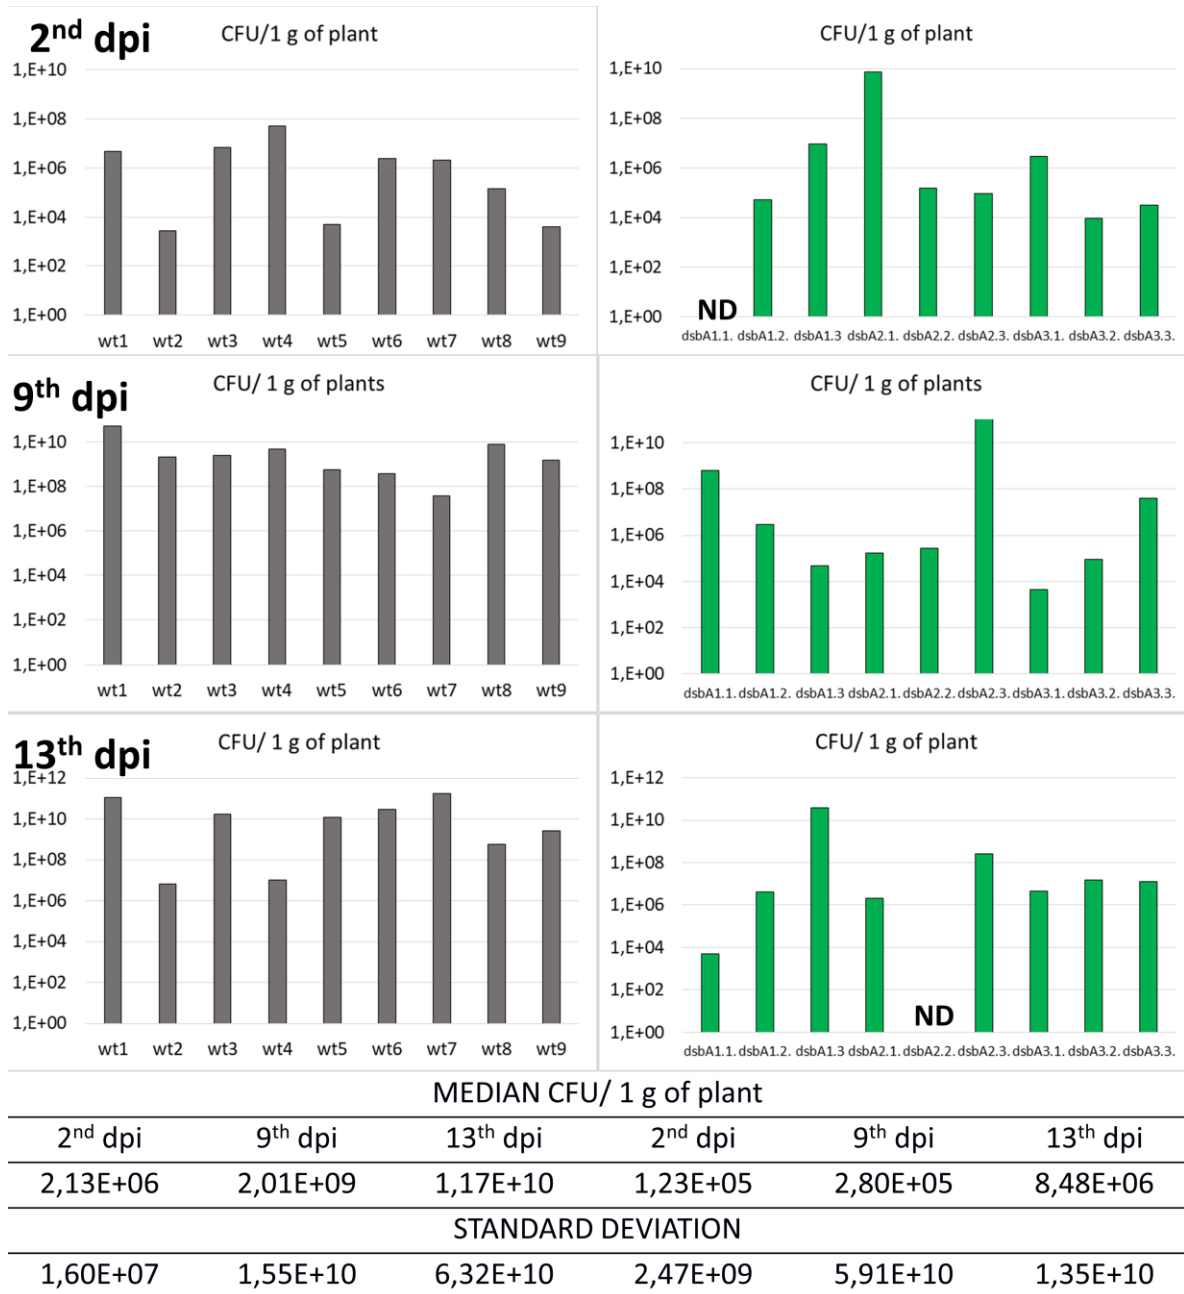 2nd dpi
CFU/1 g of plant
1,E+10
1,E+08
1,E+06
1,E+04
1,E+02
1,E+00
wt1 wt2 wt3 wt4 wt5 wt6 wt7 wt8 wt9
CFU/1 g of plant
1,E+10
1,E+08
1,E+06
1,E+04
1,E+02
1,E+00
ND
dsbA1.1. dsbA1.2. dsbA1.3 dsbA2.1. dsbA2.2. dsbA2.3. dsbA3.1. dsbA3.2. dsbA3.3.
9th dpi
CFU/ 1 g of plants
1,E+10
1,E+08
1,E+06
1,E+04
1,E+02
1,E+00
wt1 wt2 wt3 wt4 wt5 wt6 wt7 wt8 wt9
CFU/ 1 g of plants
1,E+10
1,E+08
1,E+06
1,E+04
1,E+02
1,E+00
dsbA1.1. dsbA1.2. dsbA1.3 dsbA2.1. dsbA2.2. dsbA2.3. dsbA3.1. dsbA3.2. dsbA3.3.
13th dpi
CFU/ 1 g of plant
1,E+12
1,E+10
1,E+08
1,E+06
1,E+04
1,E+02
1,E+00
wt1 wt2 wt3 wt4 wt5 wt6 wt7 wt8 wt9
CFU/ 1 g of plant
1,E+12
1,E+10
1,E+08
1,E+06
1,E+04
1,E+02
1,E+00
ND
dsbA1.1. dsbA1.2. dsbA1.3 dsbA2.1. dsbA2.2. dsbA2.3. dsbA3.1. dsbA3.2. dsbA3.3.
MEDIAN CFU/ 1 g of plant
2nd dpi 9th dpi 13th dpi 2nd dpi 9th dpi 13th dpi
2,13E+06 2,01E+09 1,17E+10 1,23E+05 2,80E+05 8,48E+06
STANDARD DEVIATION
1,60E+07 1,55E+10 6,32E+10 2,47E+09 5,91E+10 1,35E+10